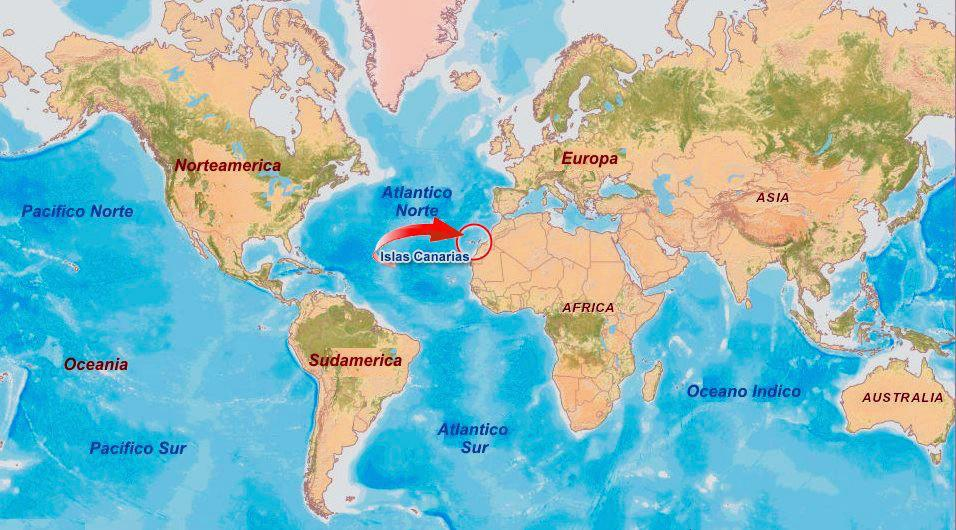 Norteamerica
Europa
Atlantico
Norte
ASIA
Pacifico Norte
Islas Canarias
AFRICA
Oceania
Sudamerica
Oceano Indico
AUSTRALIA
Pacifico Sur
Atlantico
Sur